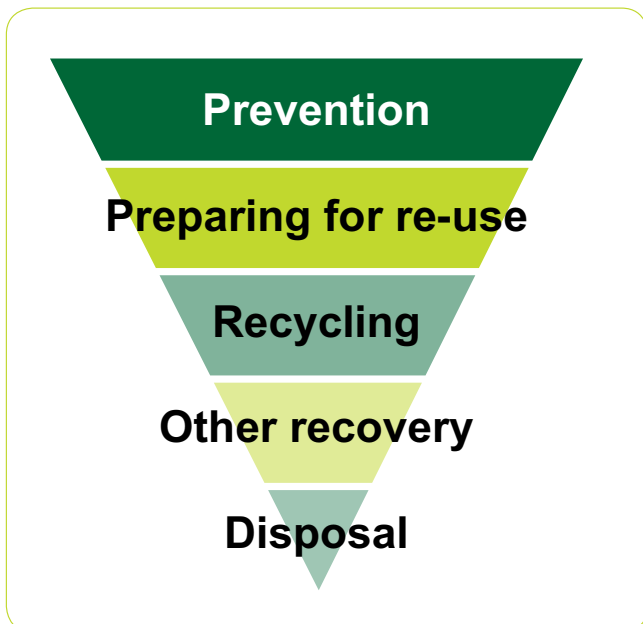 Prevention
Preparing for re-use
Recycling
Other recovery
Disposal